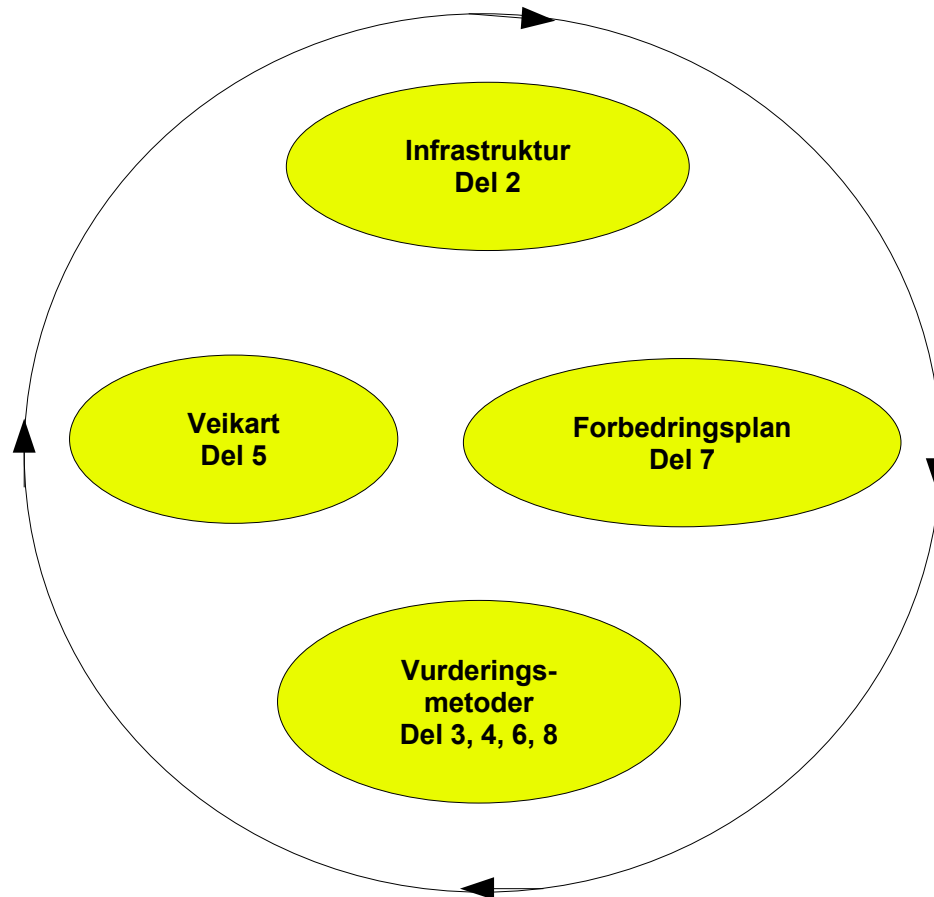 Infrastruktur
Del 2
Veikart
Del 5
Forbedringsplan
Del 7
Vurderings-
metoder
Del 3, 4, 6, 8